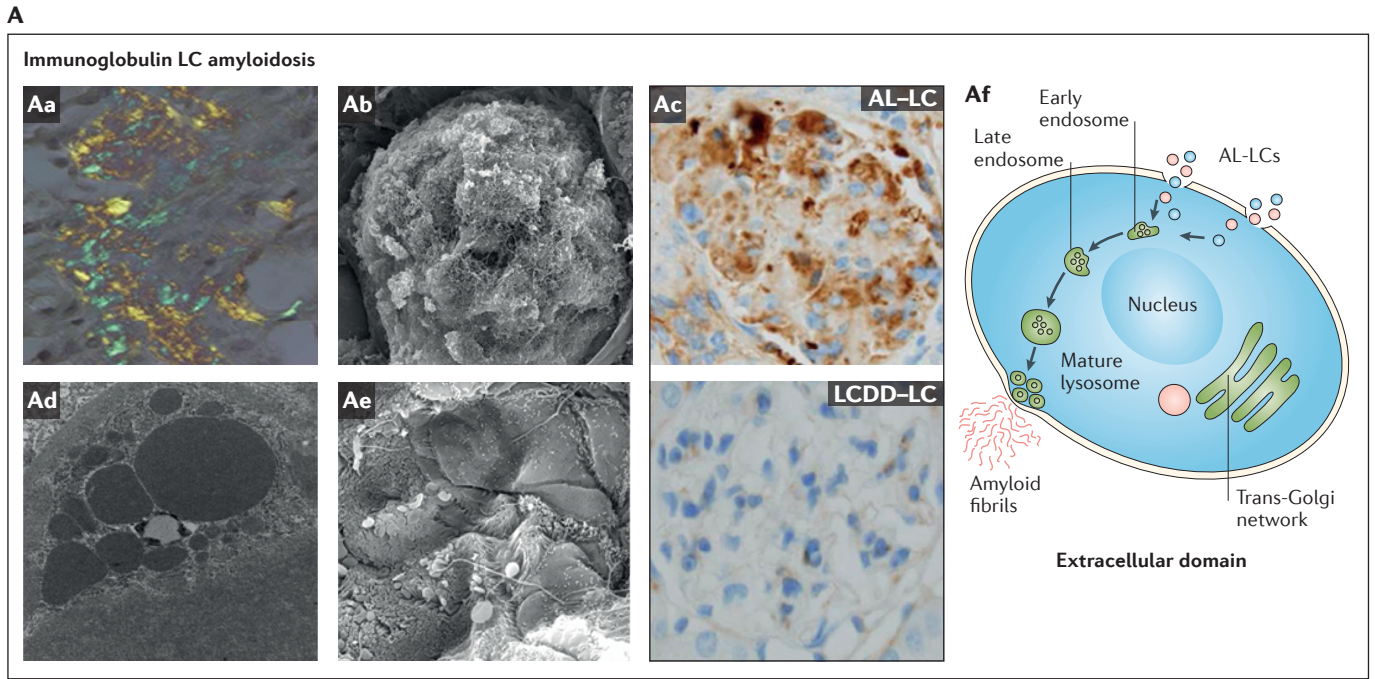 A
Immunoglobulin LC amyloidosis
Aa
Ab
Ac
AL–LC
Ad
Ae
LCDD–LC
Af
Early
endosome
Late
endosome
AL-LCs
Nucleus
Mature
lysosome
Amyloid
fibrils
Trans-Golgi
network
Extracellular domain